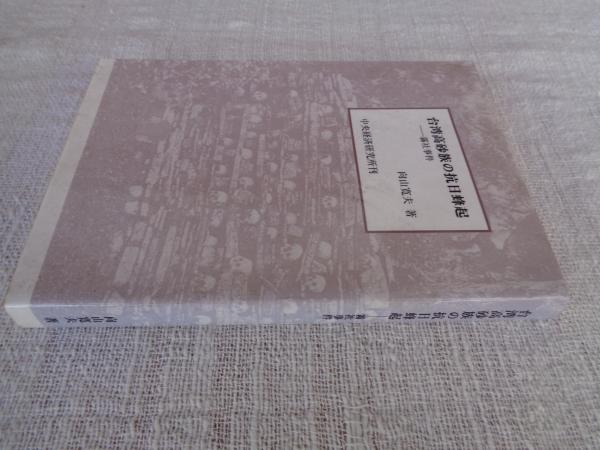 台湾高砂族の抗日蜂起
——霧社事件
向山寛夫 著
中央経済研究所刊
台湾高砂族の抗日蜂起——霧社事件
向山寛夫 著